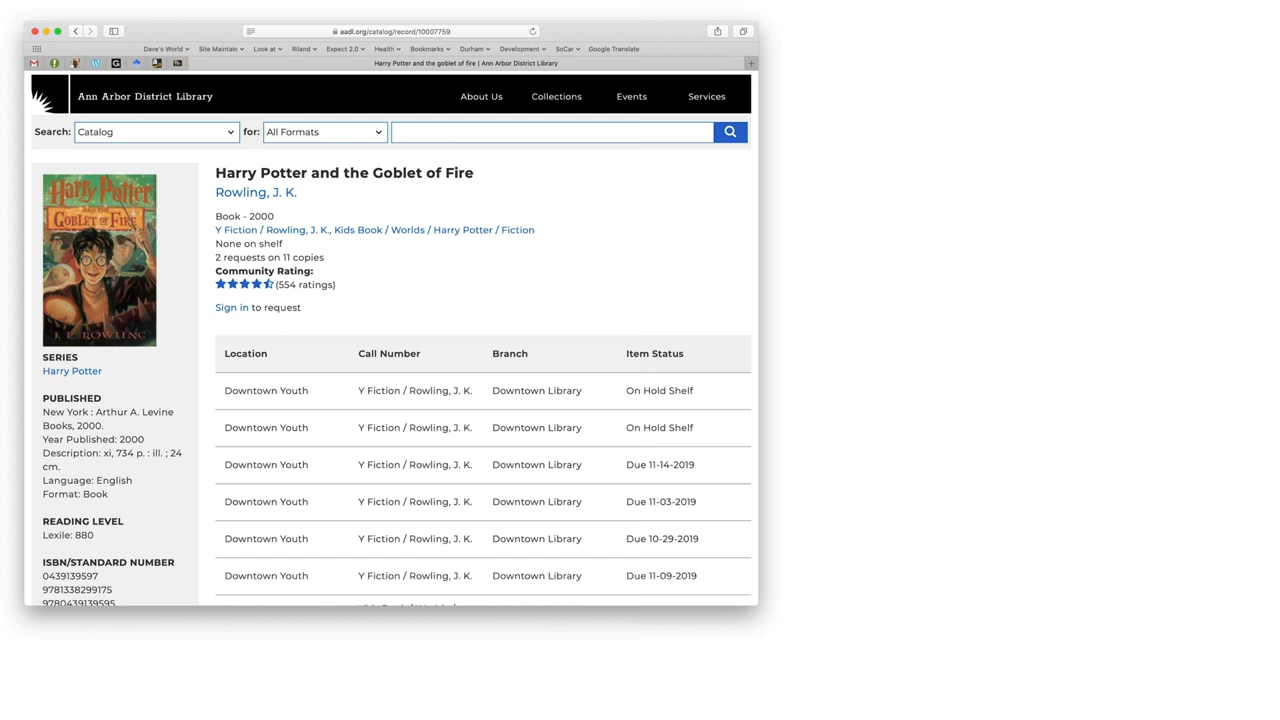 aadl.org/catalog/record/10007759
Dave's World Site Maintain Look at Riland Expect 2.0 Health Bookmarks Durham Development SoCar Google Translate
Harry Potter and the goblet of fire | Ann Arbor District Library
Ann Arbor District Library About Us Collections Events Services
Search: Catalog for: All Formats
Harry Potter
AND THE
GOBLET OF FIRE
J. K. ROWLING
SERIES
Harry Potter
PUBLISHED
New York : Arthur A. Levine
Books, 2000.
Year Published: 2000
Description: xi, 734 p. : ill. ; 24
cm.
Language: English
Format: Book
READING LEVEL
Lexile: 880
ISBN/STANDARD NUMBER
0439139597
9781338299175
9780439139595
Harry Potter and the Goblet of Fire
Rowling, J. K.
Book - 2000
Y Fiction / Rowling, J. K., Kids Book / Worlds / Harry Potter / Fiction
None on shelf
2 requests on 11 copies
Community Rating:
(554 ratings)
Sign in to request
Location Call Number Branch Item Status
Downtown Youth Y Fiction / Rowling, J. K. Downtown Library On Hold Shelf
Downtown Youth Y Fiction / Rowling, J. K. Downtown Library On Hold Shelf
Downtown Youth Y Fiction / Rowling, J. K. Downtown Library Due 11-14-2019
Downtown Youth Y Fiction / Rowling, J. K. Downtown Library Due 11-03-2019
Downtown Youth Y Fiction / Rowling, J. K. Downtown Library Due 10-29-2019
Downtown Youth Y Fiction / Rowling, J. K. Downtown Library Due 11-09-2019